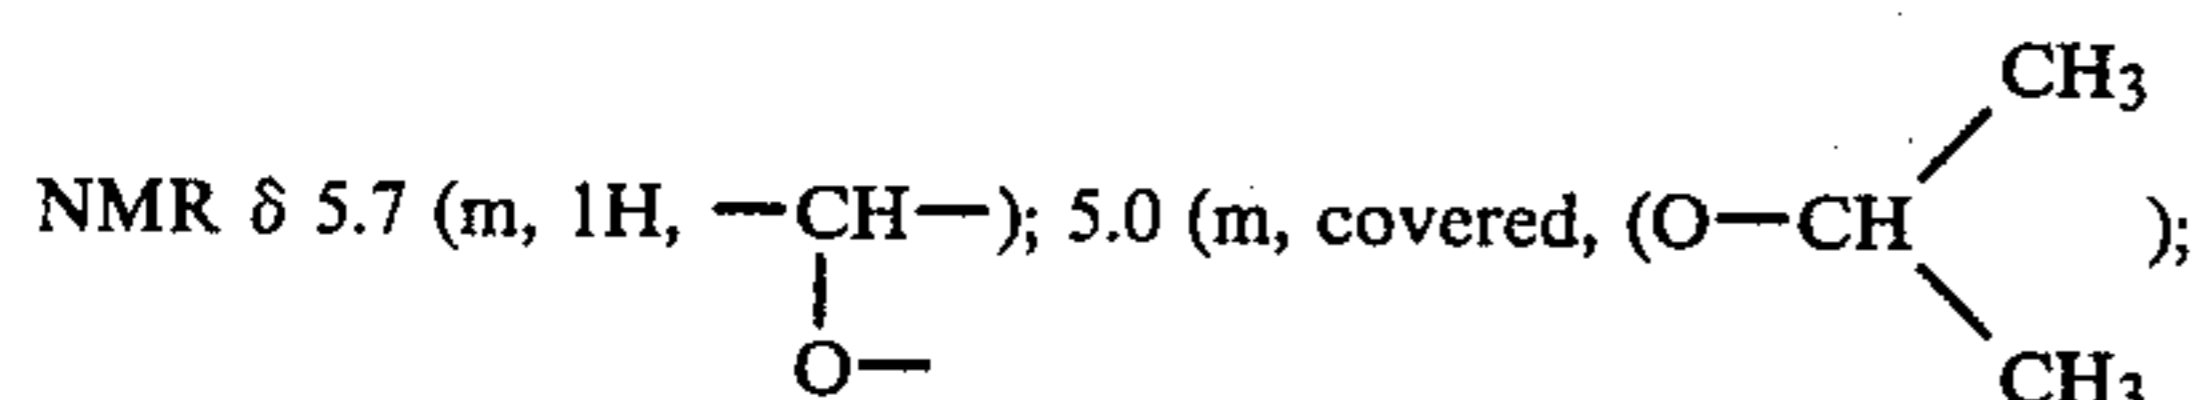 CH3
NMR δ 5.7 (m, 1H, —CH—); 5.0 (m, covered, (O—CH );
O—
CH3